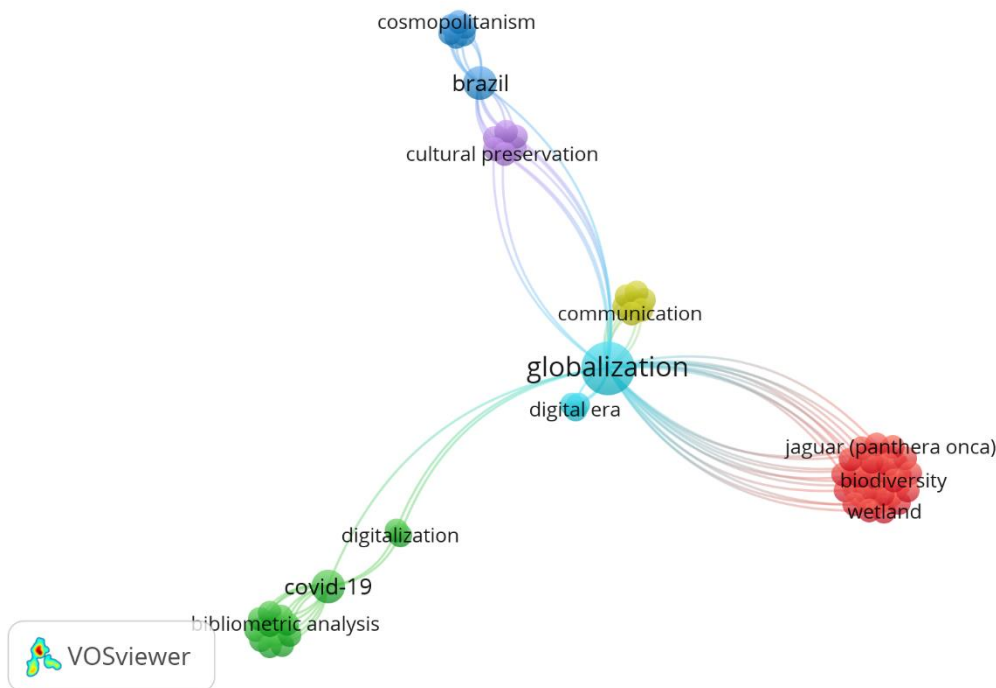 cosmopolitanism
brazil
cultural preservation
communication
globalization
digital era
jaguar (panthera onca)
biodiversity
wetland
digitalization
covid-19
bibliometric analysis
VOSviewer